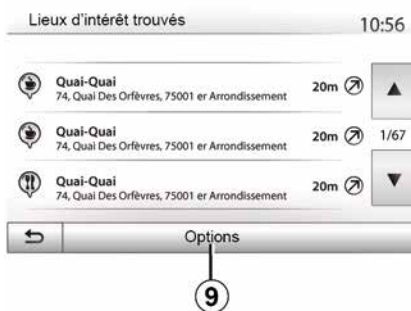 Lieux d'intérêt trouvés 10:56
Quai-Quai
74, Quai Des Orfèvres, 75001 er Arrondissement
20m
Quai-Quai
74, Quai Des Orfèvres, 75001 er Arrondissement
20m
1/67
Quai-Quai
74, Quai Des Orfèvres, 75001 er Arrondissement
20m
Options
9